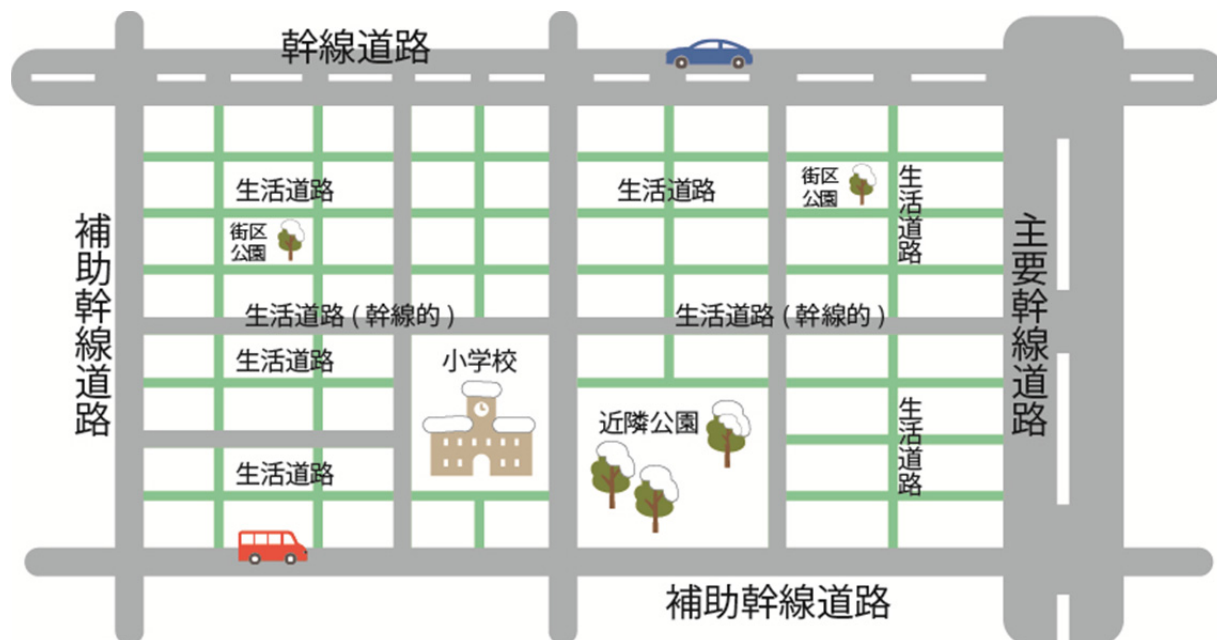 幹線道路
生活道路
生活道路
街区
公園
生活道路
街区
公園
補助幹線道路
主要幹線道路
生活道路(幹線的)
生活道路(幹線的)
生活道路
小学校
近隣公園
生活道路
生活道路
補助幹線道路